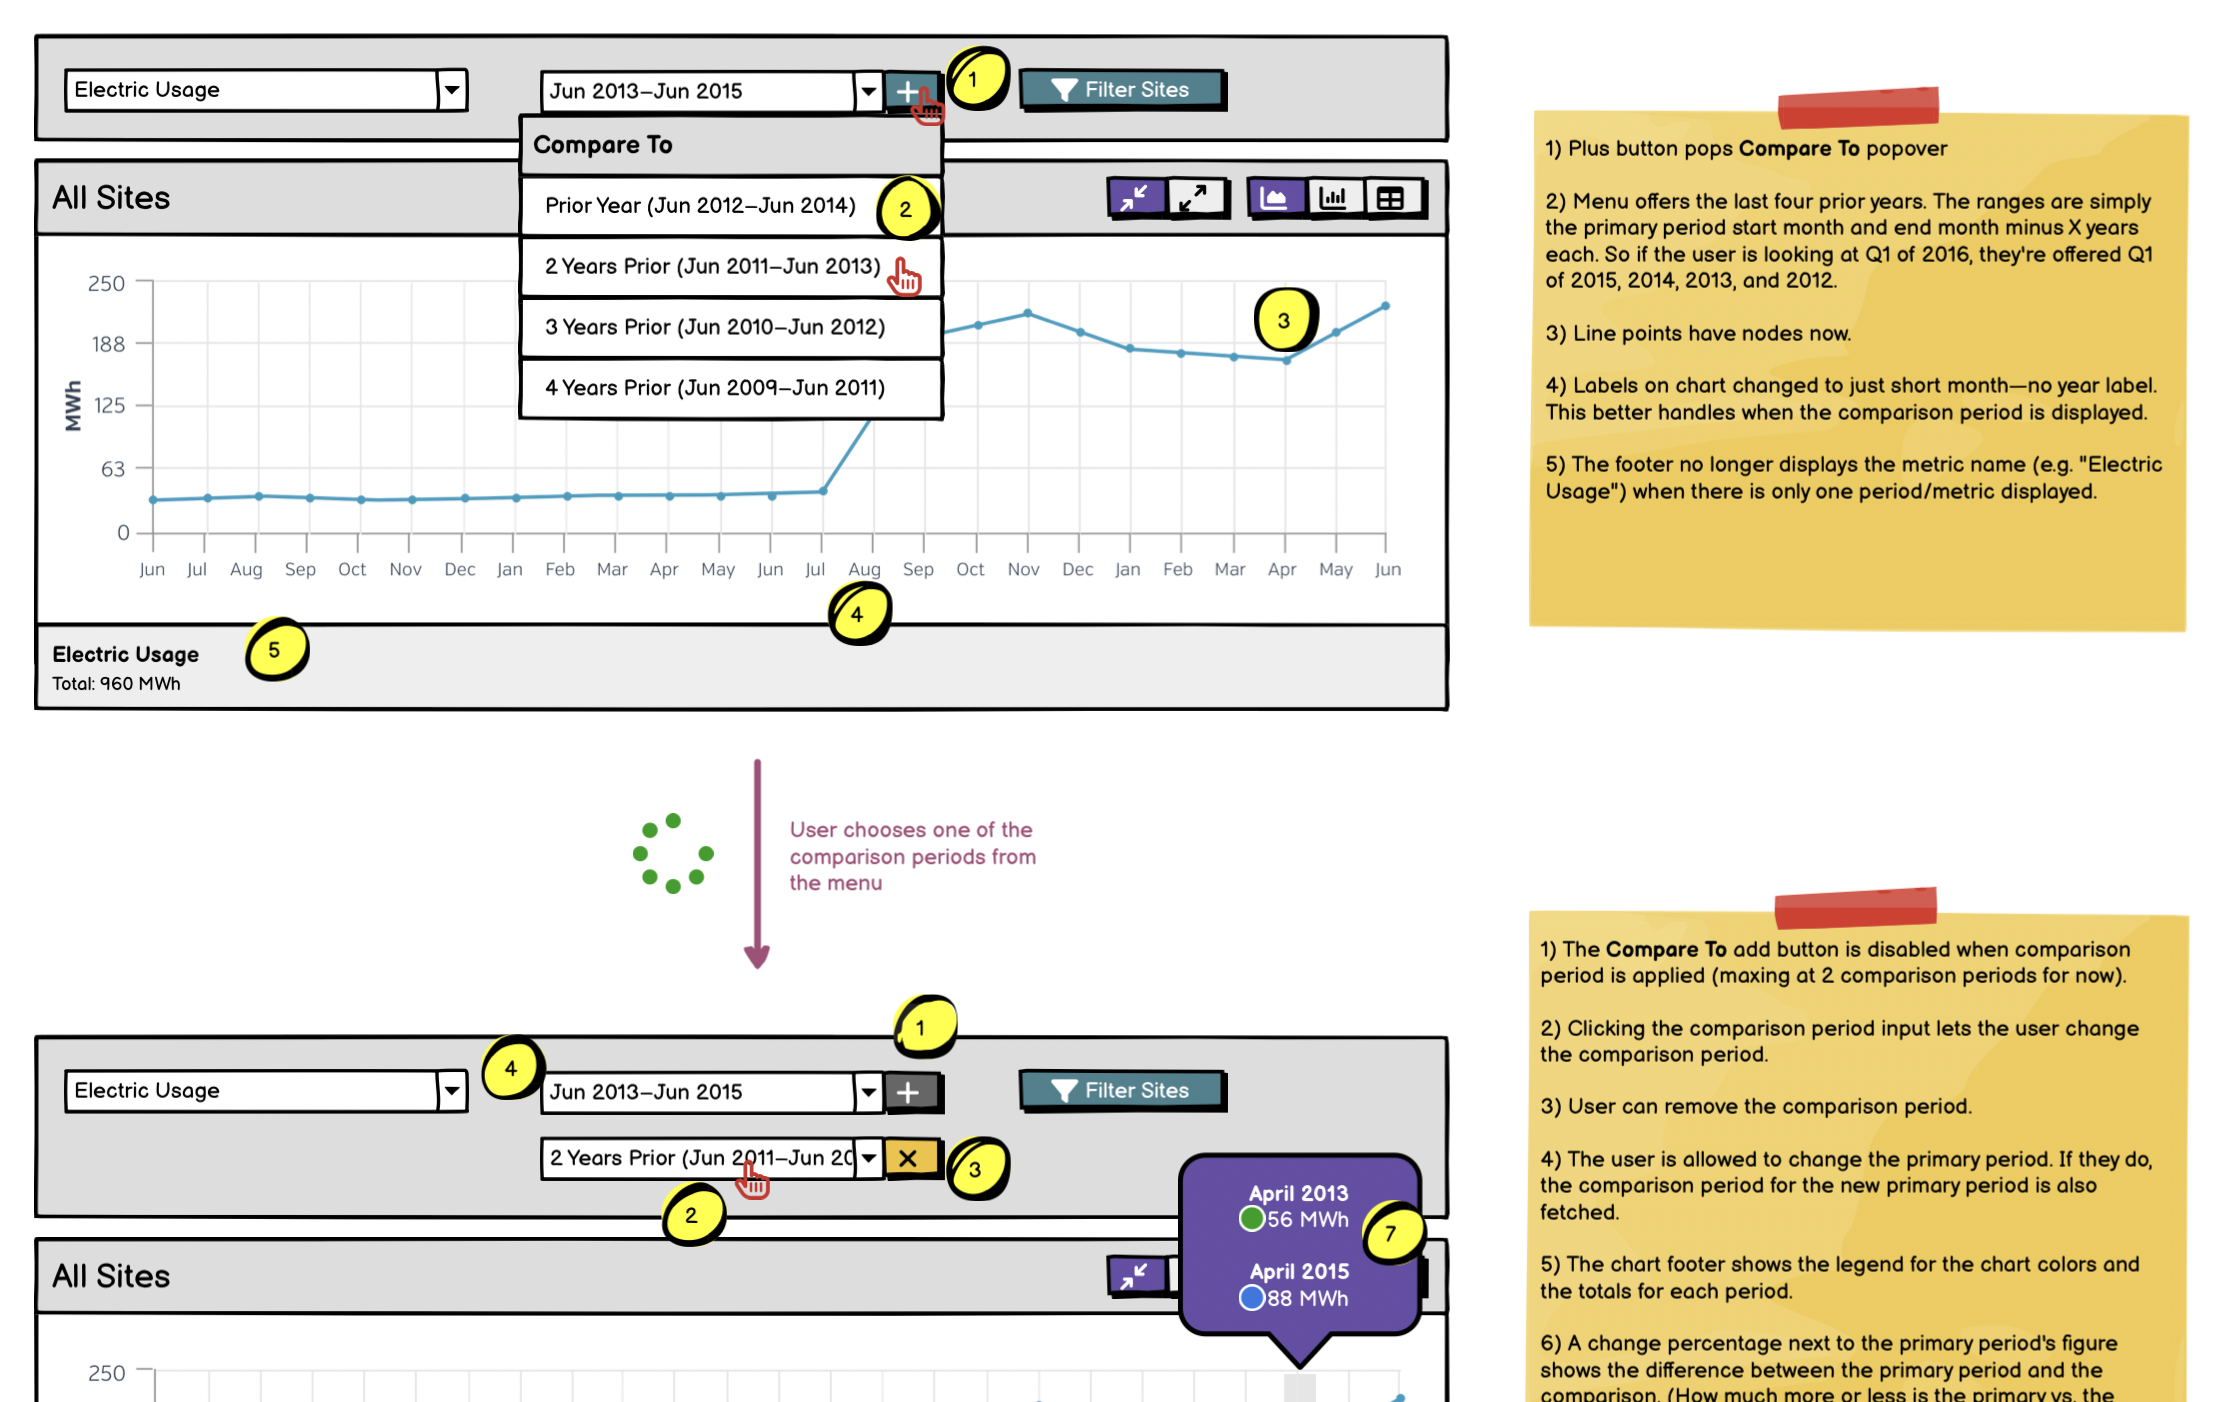 Electric Usage
Jun 2013–Jun 2015
1
Filter Sites
Compare To
Prior Year (Jun 2012–Jun 2014)
2
2 Years Prior (Jun 2011–Jun 2013)
3 Years Prior (Jun 2010–Jun 2012)
4 Years Prior (Jun 2009–Jun 2011)
All Sites
3
250
188
125
63
0
MWh
Jun Jul Aug Sep Oct Nov Dec Jan Feb Mar Apr May Jun Jul Aug Sep Oct Nov Dec Jan Feb Mar Apr May Jun
4
5
Electric Usage
Total: 960 MWh
1) Plus button pops Compare To popover
2) Menu offers the last four prior years. The ranges are simply
the primary period start month and end month minus X years
each. So if the user is looking at Q1 of 2016, they're offered Q1
of 2015, 2014, 2013, and 2012.
3) Line points have nodes now.
4) Labels on chart changed to just short month—no year label.
This better handles when the comparison period is displayed.
5) The footer no longer displays the metric name (e.g. "Electric
Usage") when there is only one period/metric displayed.
User chooses one of the
comparison periods from
the menu
1
4
Electric Usage
Jun 2013–Jun 2015
Filter Sites
2 Years Prior (Jun 2011–Jun 20
3
2
All Sites
April 2013
56 MWh
7
April 2015
88 MWh
250
1) The Compare To add button is disabled when comparison
period is applied (maxing at 2 comparison periods for now).
2) Clicking the comparison period input lets the user change
the comparison period.
3) User can remove the comparison period.
4) The user is allowed to change the primary period. If they do,
the comparison period for the new primary period is also
fetched.
5) The chart footer shows the legend for the chart colors and
the totals for each period.
6) A change percentage next to the primary period's figure
shows the difference between the primary period and the
comparison. (How much more or less is the primary vs. the